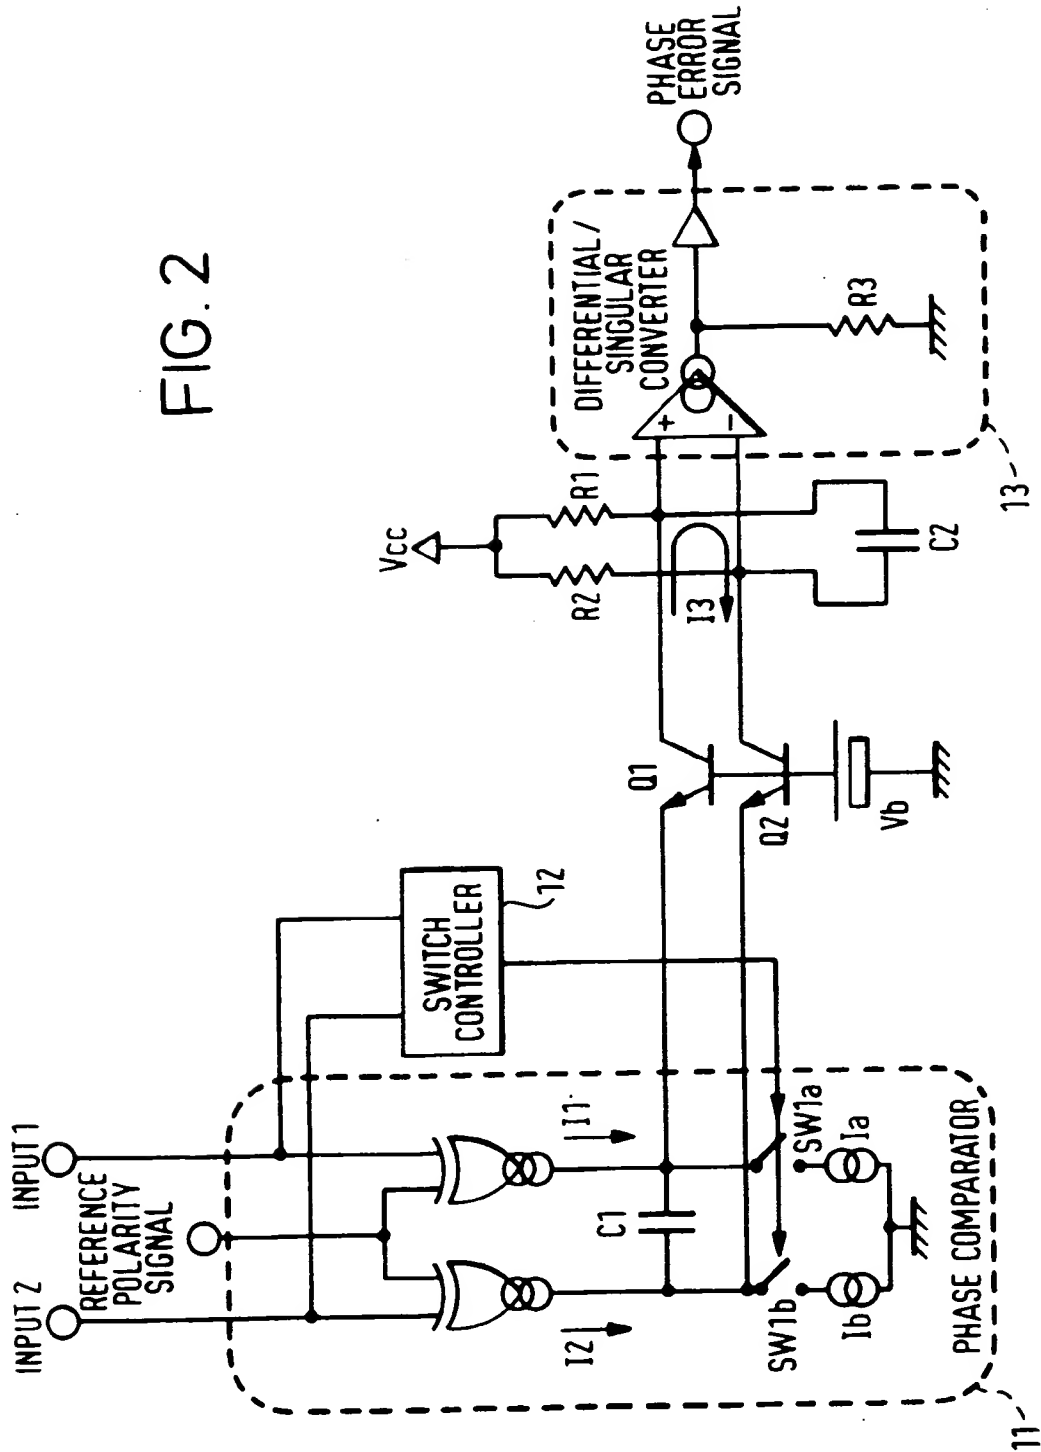 FIG. 2
INPUT 1
REFERENCE
POLARITY
SIGNAL
INPUT 2
SWITCH
CONTROLLER
12
I1
I2
C1
SW1a
SW1b
Ia
Ib
PHASE COMPARATOR
11
Q1
Q2
Vb
Vcc
R1
R2
I3
C2
DIFFERENTIAL/
SINGULAR
CONVERTER
+
−
R3
13
PHASE
ERROR
SIGNAL